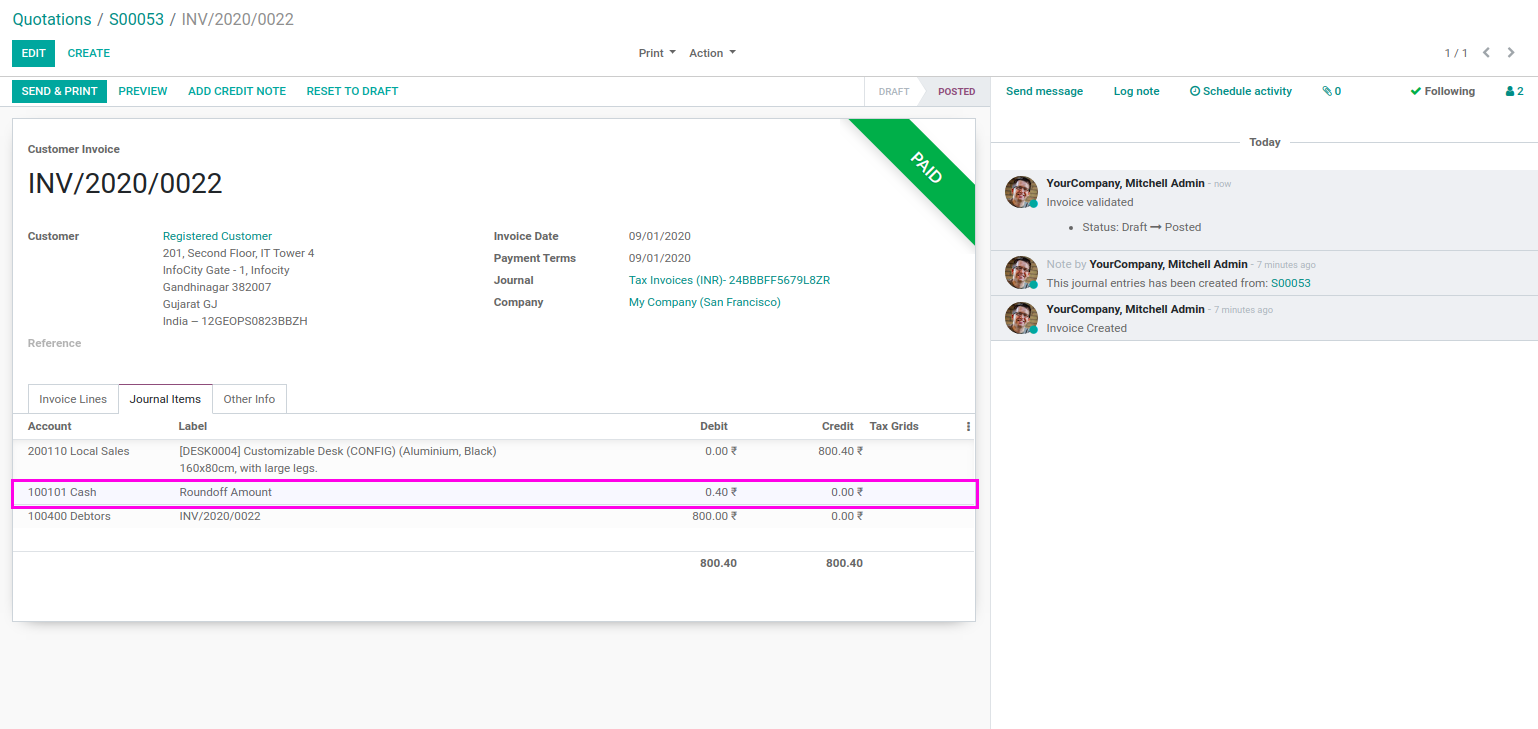 Quotations / S00053 / INV/2020/0022
EDIT CREATE Print Action 1 / 1
SEND & PRINT PREVIEW ADD CREDIT NOTE RESET TO DRAFT DRAFT POSTED
Send message Log note Schedule activity 0 Following 2
PAID
Customer Invoice
INV/2020/0022
Customer Registered Customer
201, Second Floor, IT Tower 4
InfoCity Gate - 1, Infocity
Gandhinagar 382007
Gujarat GJ
India – 12GEOPS0823BBZH
Reference
Invoice Date 09/01/2020
Payment Terms 09/01/2020
Journal Tax Invoices (INR)- 24BBBFF5679L8ZR
Company My Company (San Francisco)
Invoice Lines Journal Items Other Info
Account Label Debit Credit Tax Grids
200110 Local Sales [DESK0004] Customizable Desk (CONFIG) (Aluminium, Black) 0.00 ₹ 800.40 ₹
160x80cm, with large legs.
100101 Cash Roundoff Amount 0.40 ₹ 0.00 ₹
100400 Debtors INV/2020/0022 800.00 ₹ 0.00 ₹
800.40 800.40
Today
YourCompany, Mitchell Admin - now
Invoice validated
• Status: Draft → Posted
Note by YourCompany, Mitchell Admin - 7 minutes ago
This journal entries has been created from: S00053
YourCompany, Mitchell Admin - 7 minutes ago
Invoice Created